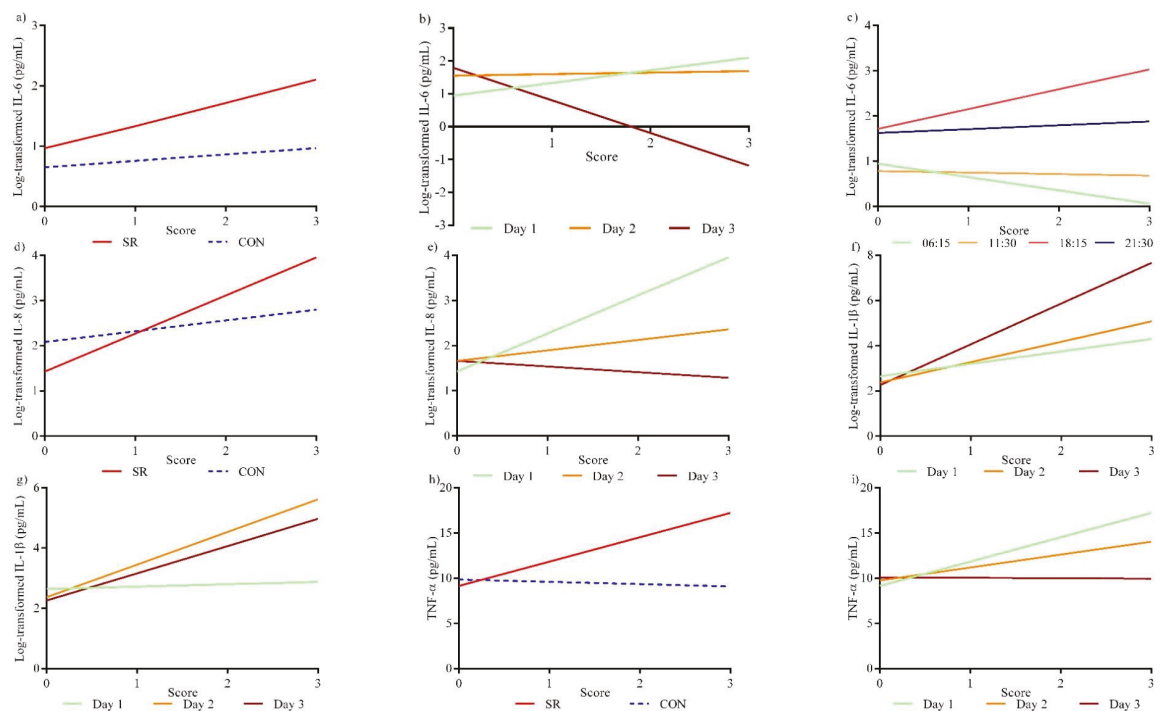 a)
Log-transformed IL-6 (pg/mL)
3
2
1
0
0 1 2 3
Score
SR CON
b)
Log-transformed IL-6 (pg/mL)
3
2
1
0
-1
-2
-3
1 2 3
Score
Day 1 Day 2 Day 3
c)
Log-transformed IL-6 (pg/mL)
4
3
2
1
0
0 1 2 3
Score
06:15 11:30 18:15 21:30
d)
Log-transformed IL-8 (pg/mL)
4
3
2
1
0
0 1 2 3
Score
SR CON
e)
Log-transformed IL-8 (pg/mL)
4
3
2
1
0
0 1 2 3
Score
Day 1 Day 2 Day 3
f)
Log-transformed IL-1β (pg/mL)
8
6
4
2
0
0 1 2 3
Score
Day 1 Day 2 Day 3
g)
Log-transformed IL-1β (pg/mL)
6
4
2
0
0 1 2 3
Score
Day 1 Day 2 Day 3
h)
TNF-α (pg/mL)
20
15
10
5
0
0 1 2 3
Score
SR CON
i)
TNF-α (pg/mL)
20
15
10
5
0
0 1 2 3
Score
Day 1 Day 2 Day 3